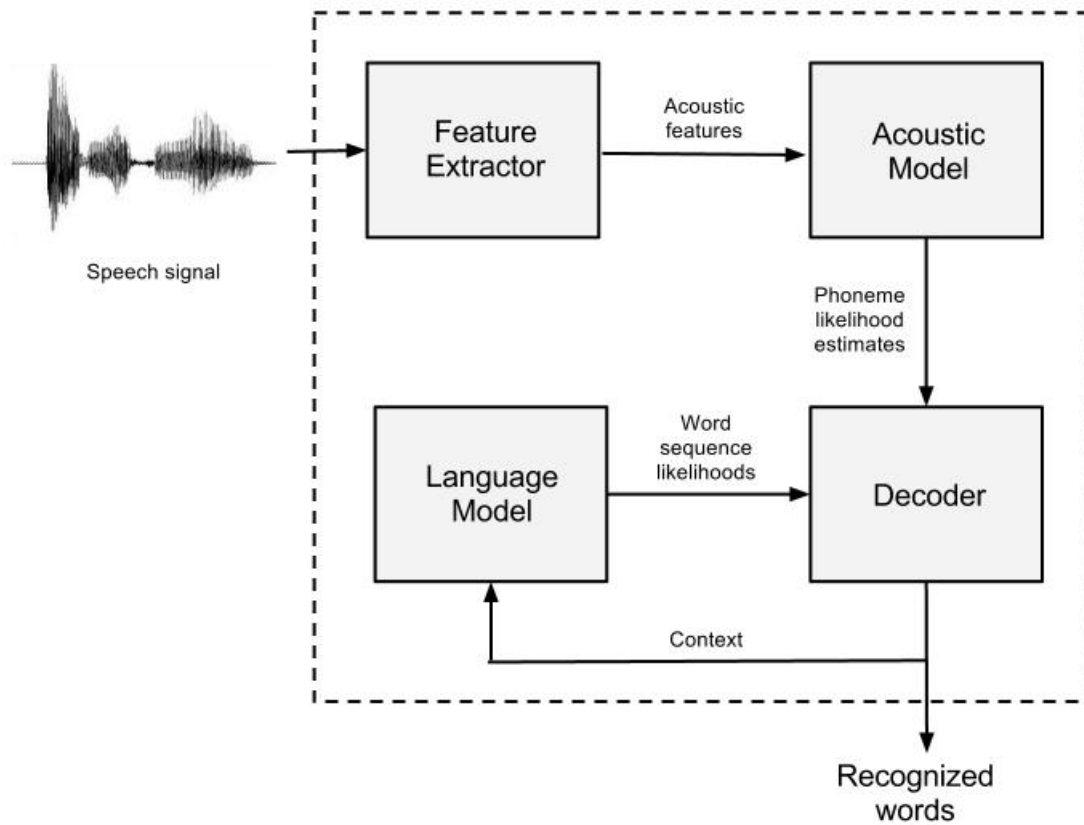 Feature
Extractor
Acoustic
features
Acoustic
Model
Speech signal
Phoneme
likelihood
estimates
Language
Model
Word
sequence
likelihoods
Decoder
Context
Recognized
words